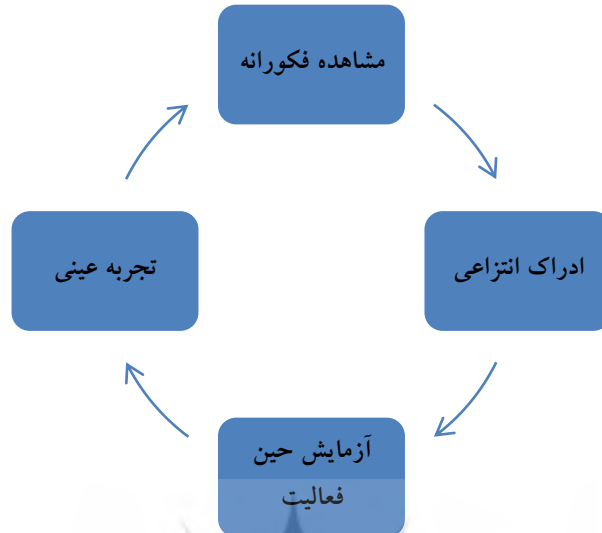 مشاهده فکورانه
ادراک انتزاعی
تجربه عینی
آزمایش حین
فعالیت